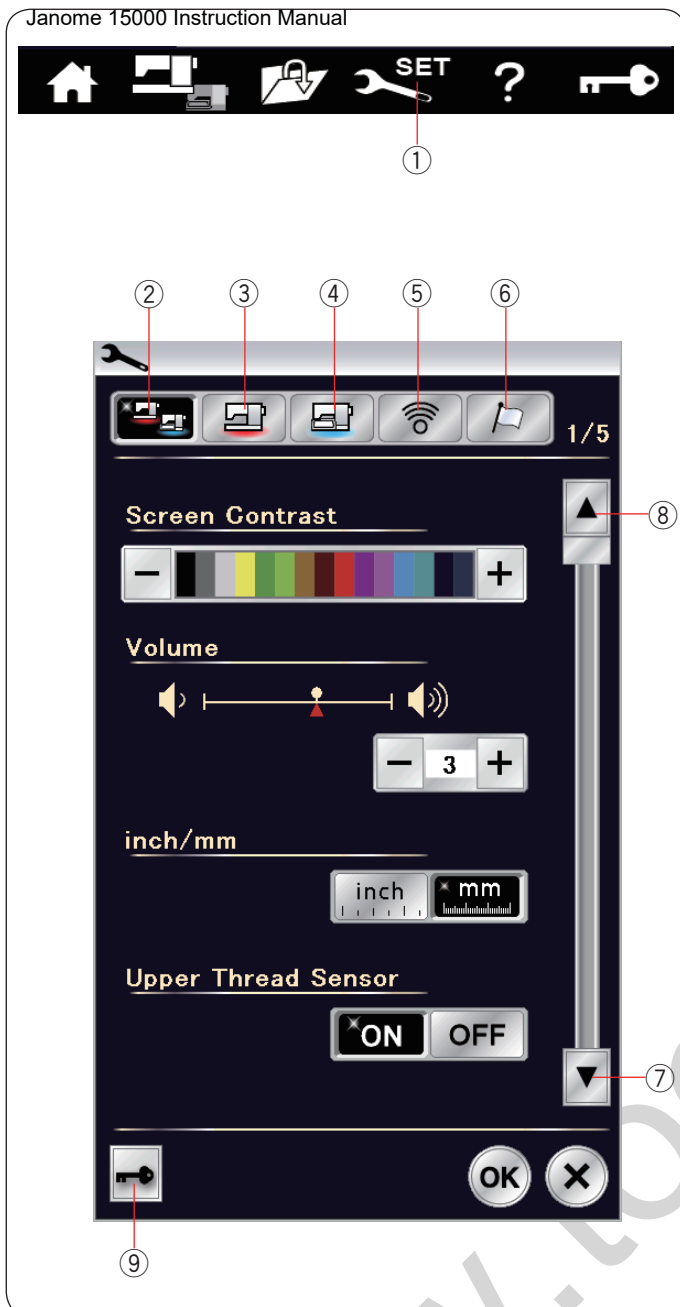 Janome 15000 Instruction Manual
SET ?
①
② ③ ④ ⑤ ⑥
1/5
Screen Contrast
⑧
− +
Volume
− 3 +
inch/mm
inch mm
Upper Thread Sensor
ON OFF
⑦
OK ×
⑨